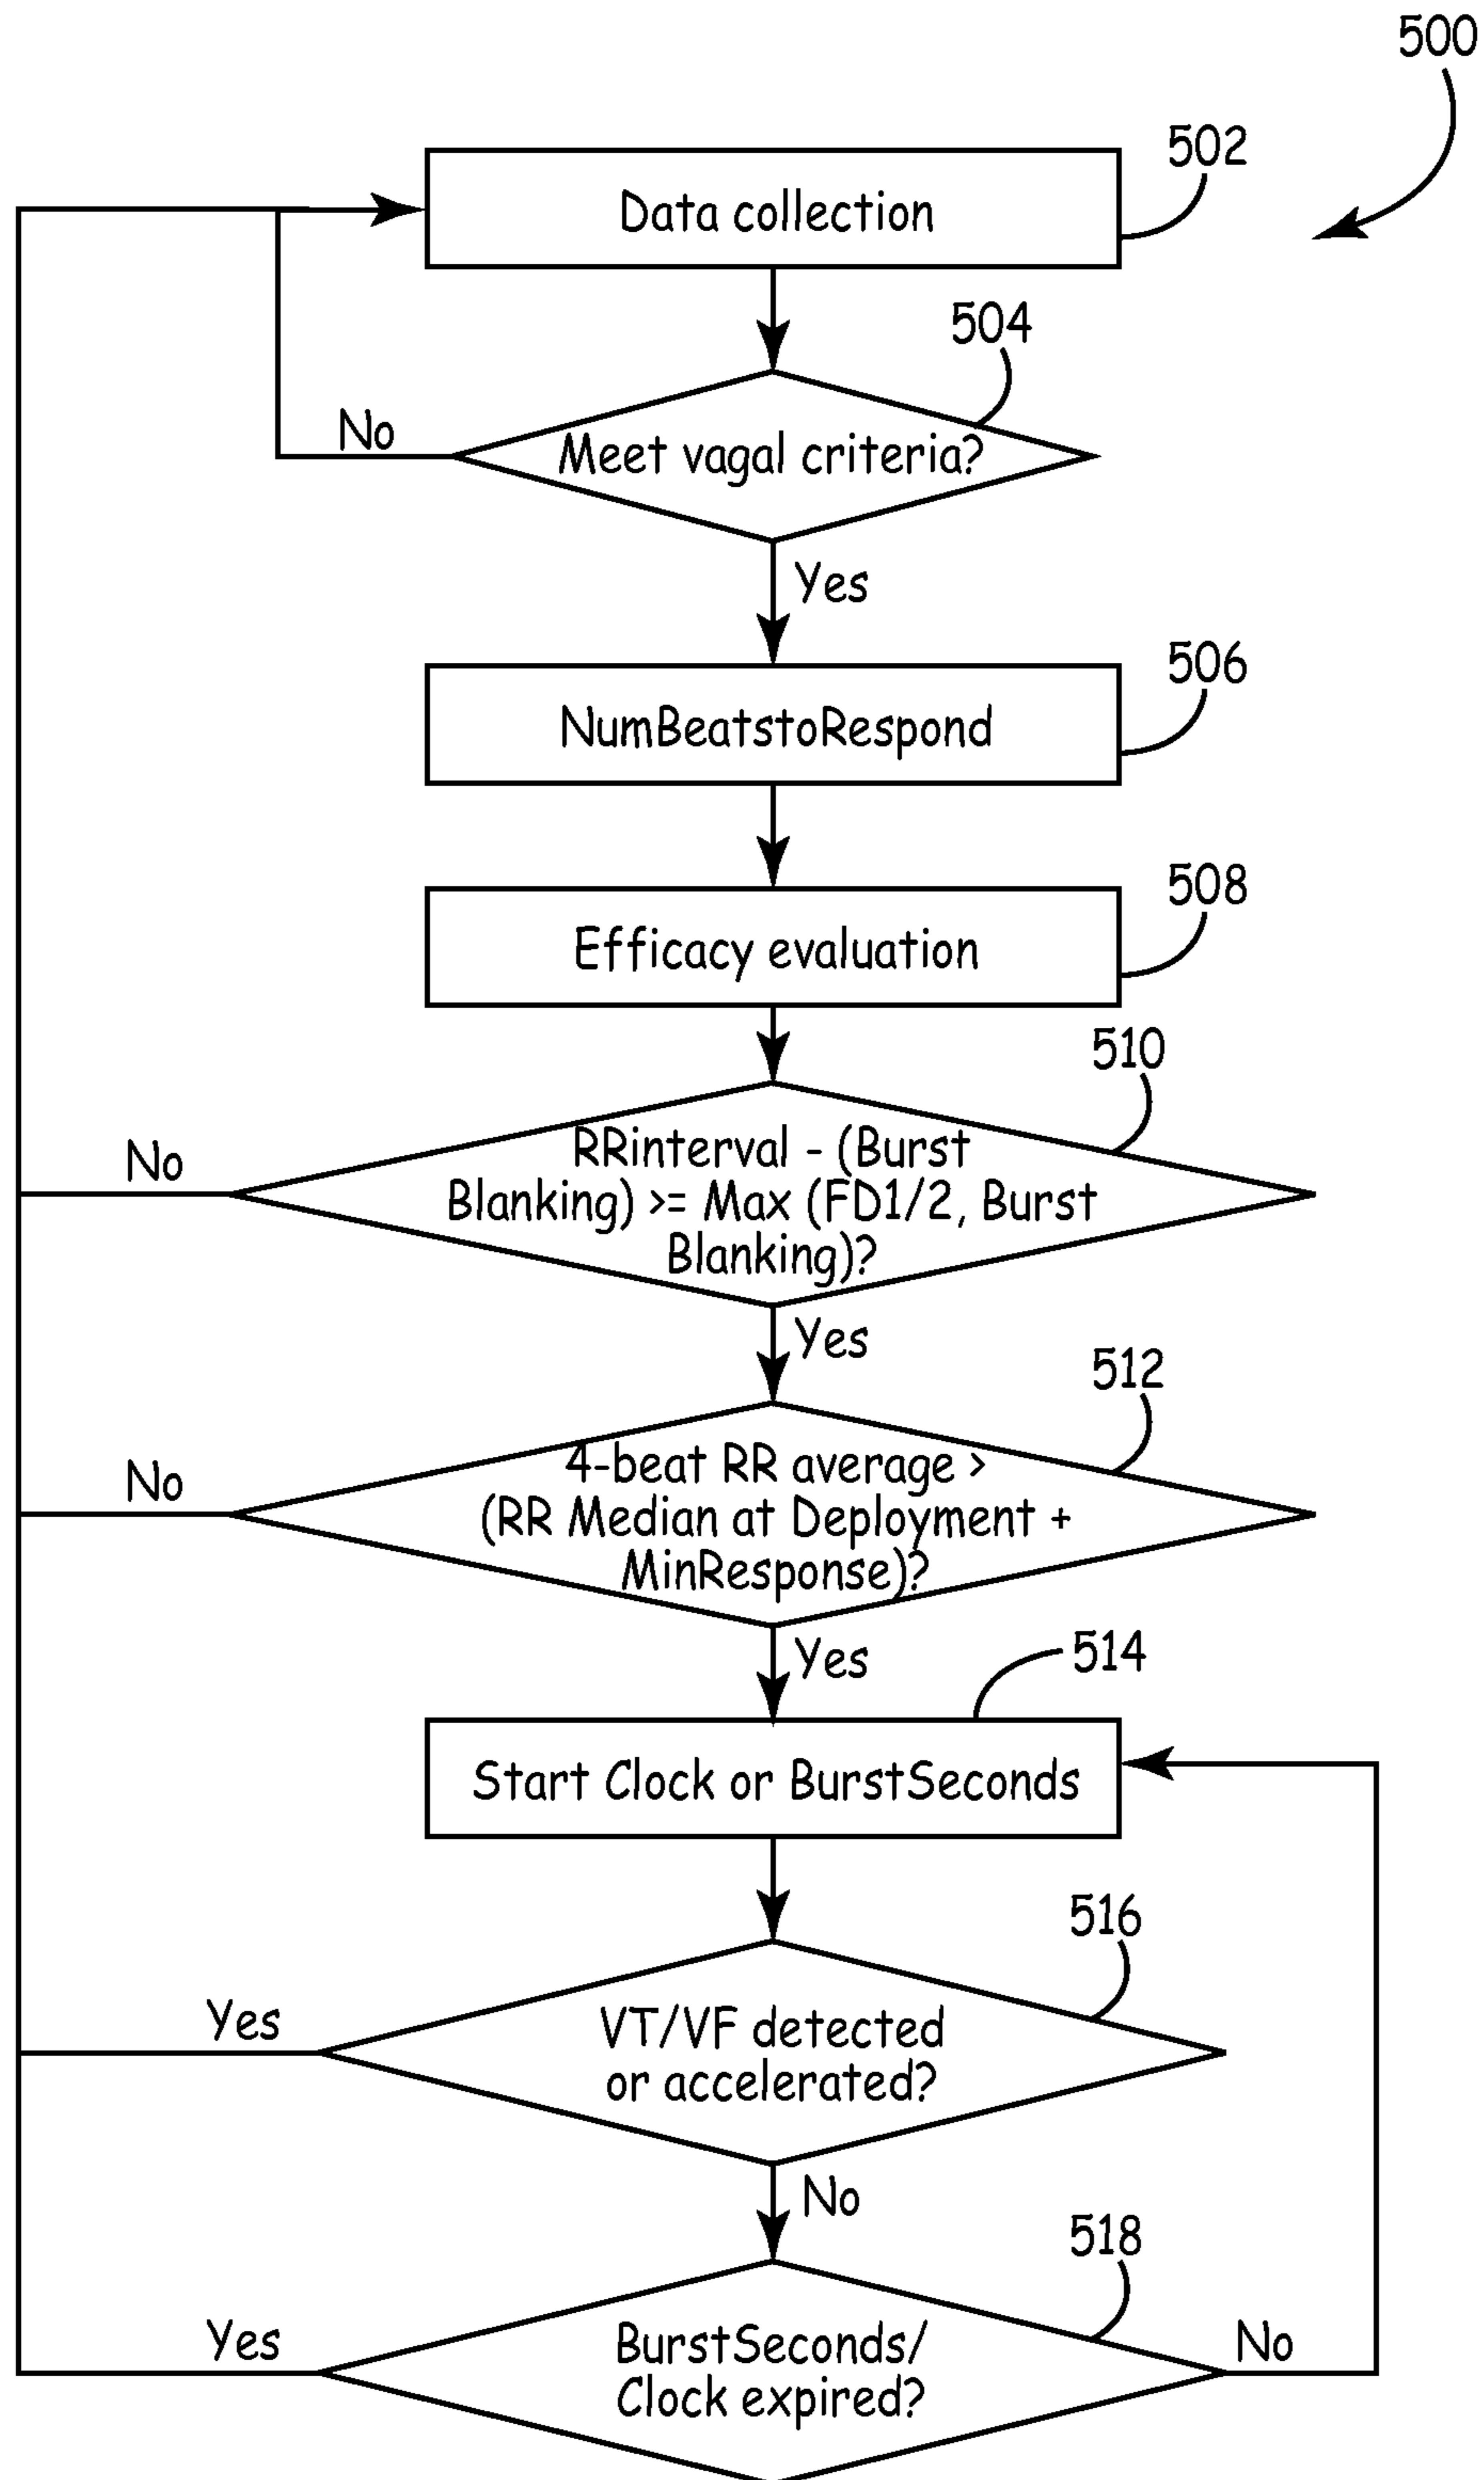 500
502
Data collection
504
No
Meet vagal criteria?
Yes
506
NumBeatstoRespond
508
Efficacy evaluation
510
No
RRinterval - (Burst
Blanking) >= Max (FD1/2, Burst
Blanking)?
Yes
512
No
4-beat RR average >
(RR Median at Deployment +
MinResponse)?
Yes
514
Start Clock or BurstSeconds
516
Yes
VT/VF detected
or accelerated?
No
518
Yes
BurstSeconds/
Clock expired?
No